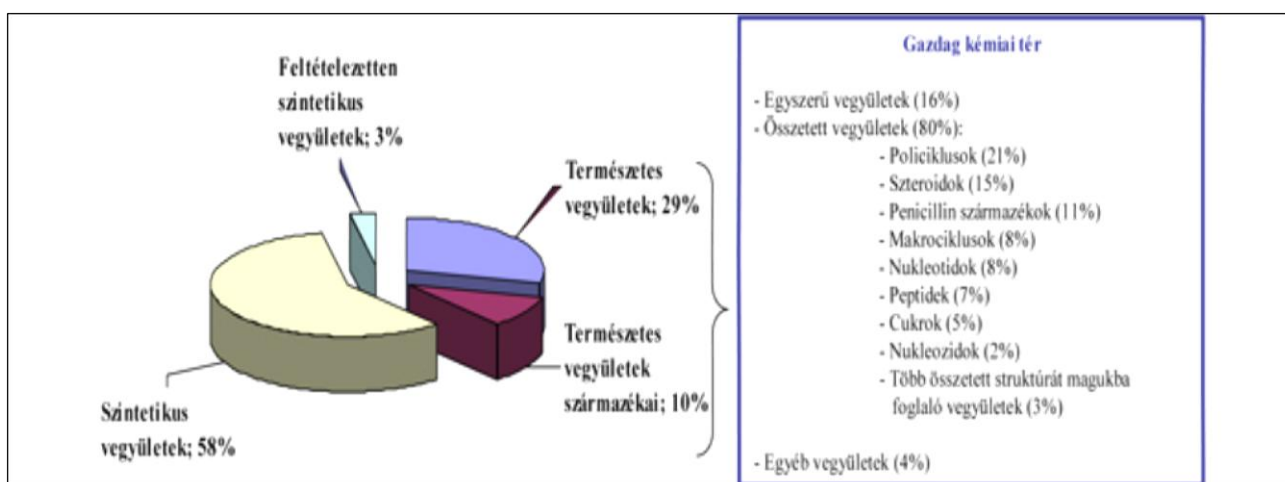 Feltételezetten
szintetikus
vegyületek; 3%
Természetes
vegyületek; 29%
Természetes
vegyületek
származékai; 10%
Szintetikus
vegyületek; 58%
Gazdag kémiai tér
- Egyszerű vegyületek (16%)
- Összetett vegyületek (80%):
- Policiklusok (21%)
- Szteroidok (15%)
- Penicillin származékok (11%)
- Makrociklusok (8%)
- Nukleotidok (8%)
- Peptidek (7%)
- Cukrok (5%)
- Nukleozidok (2%)
- Több összetett struktúrát magukba
foglaló vegyületek (3%)
- Egyéb vegyületek (4%)